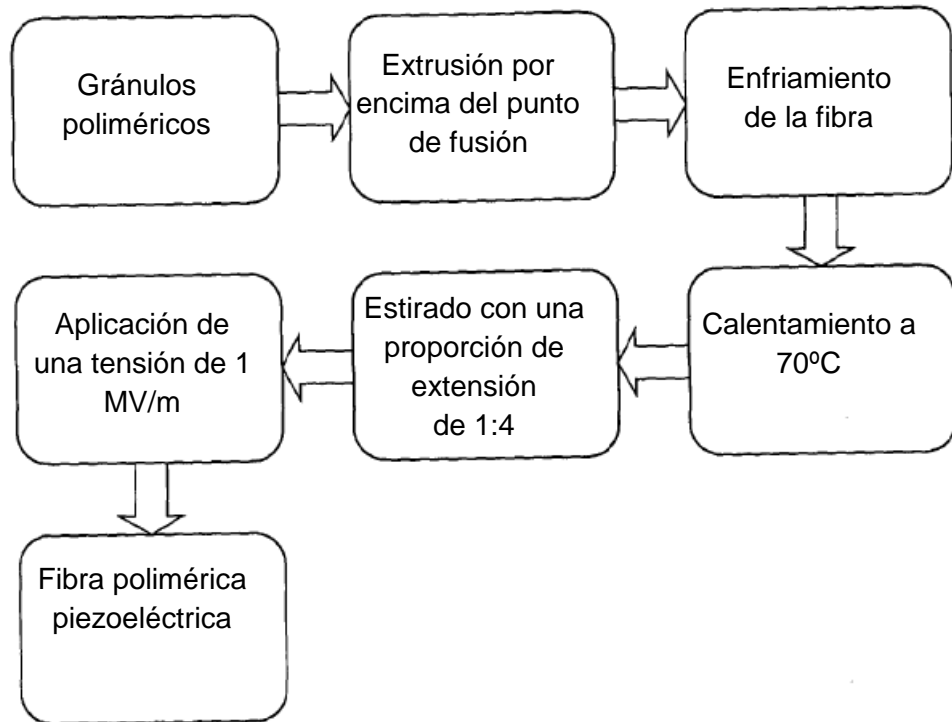 Gránulos
poliméricos
Extrusión por
encima del punto
de fusión
Enfriamiento
de la fibra
Calentamiento a
70ºC
Estirado con una
proporción de
extensión
de 1:4
Aplicación de
una tensión de 1
MV/m
Fibra polimérica
piezoeléctrica